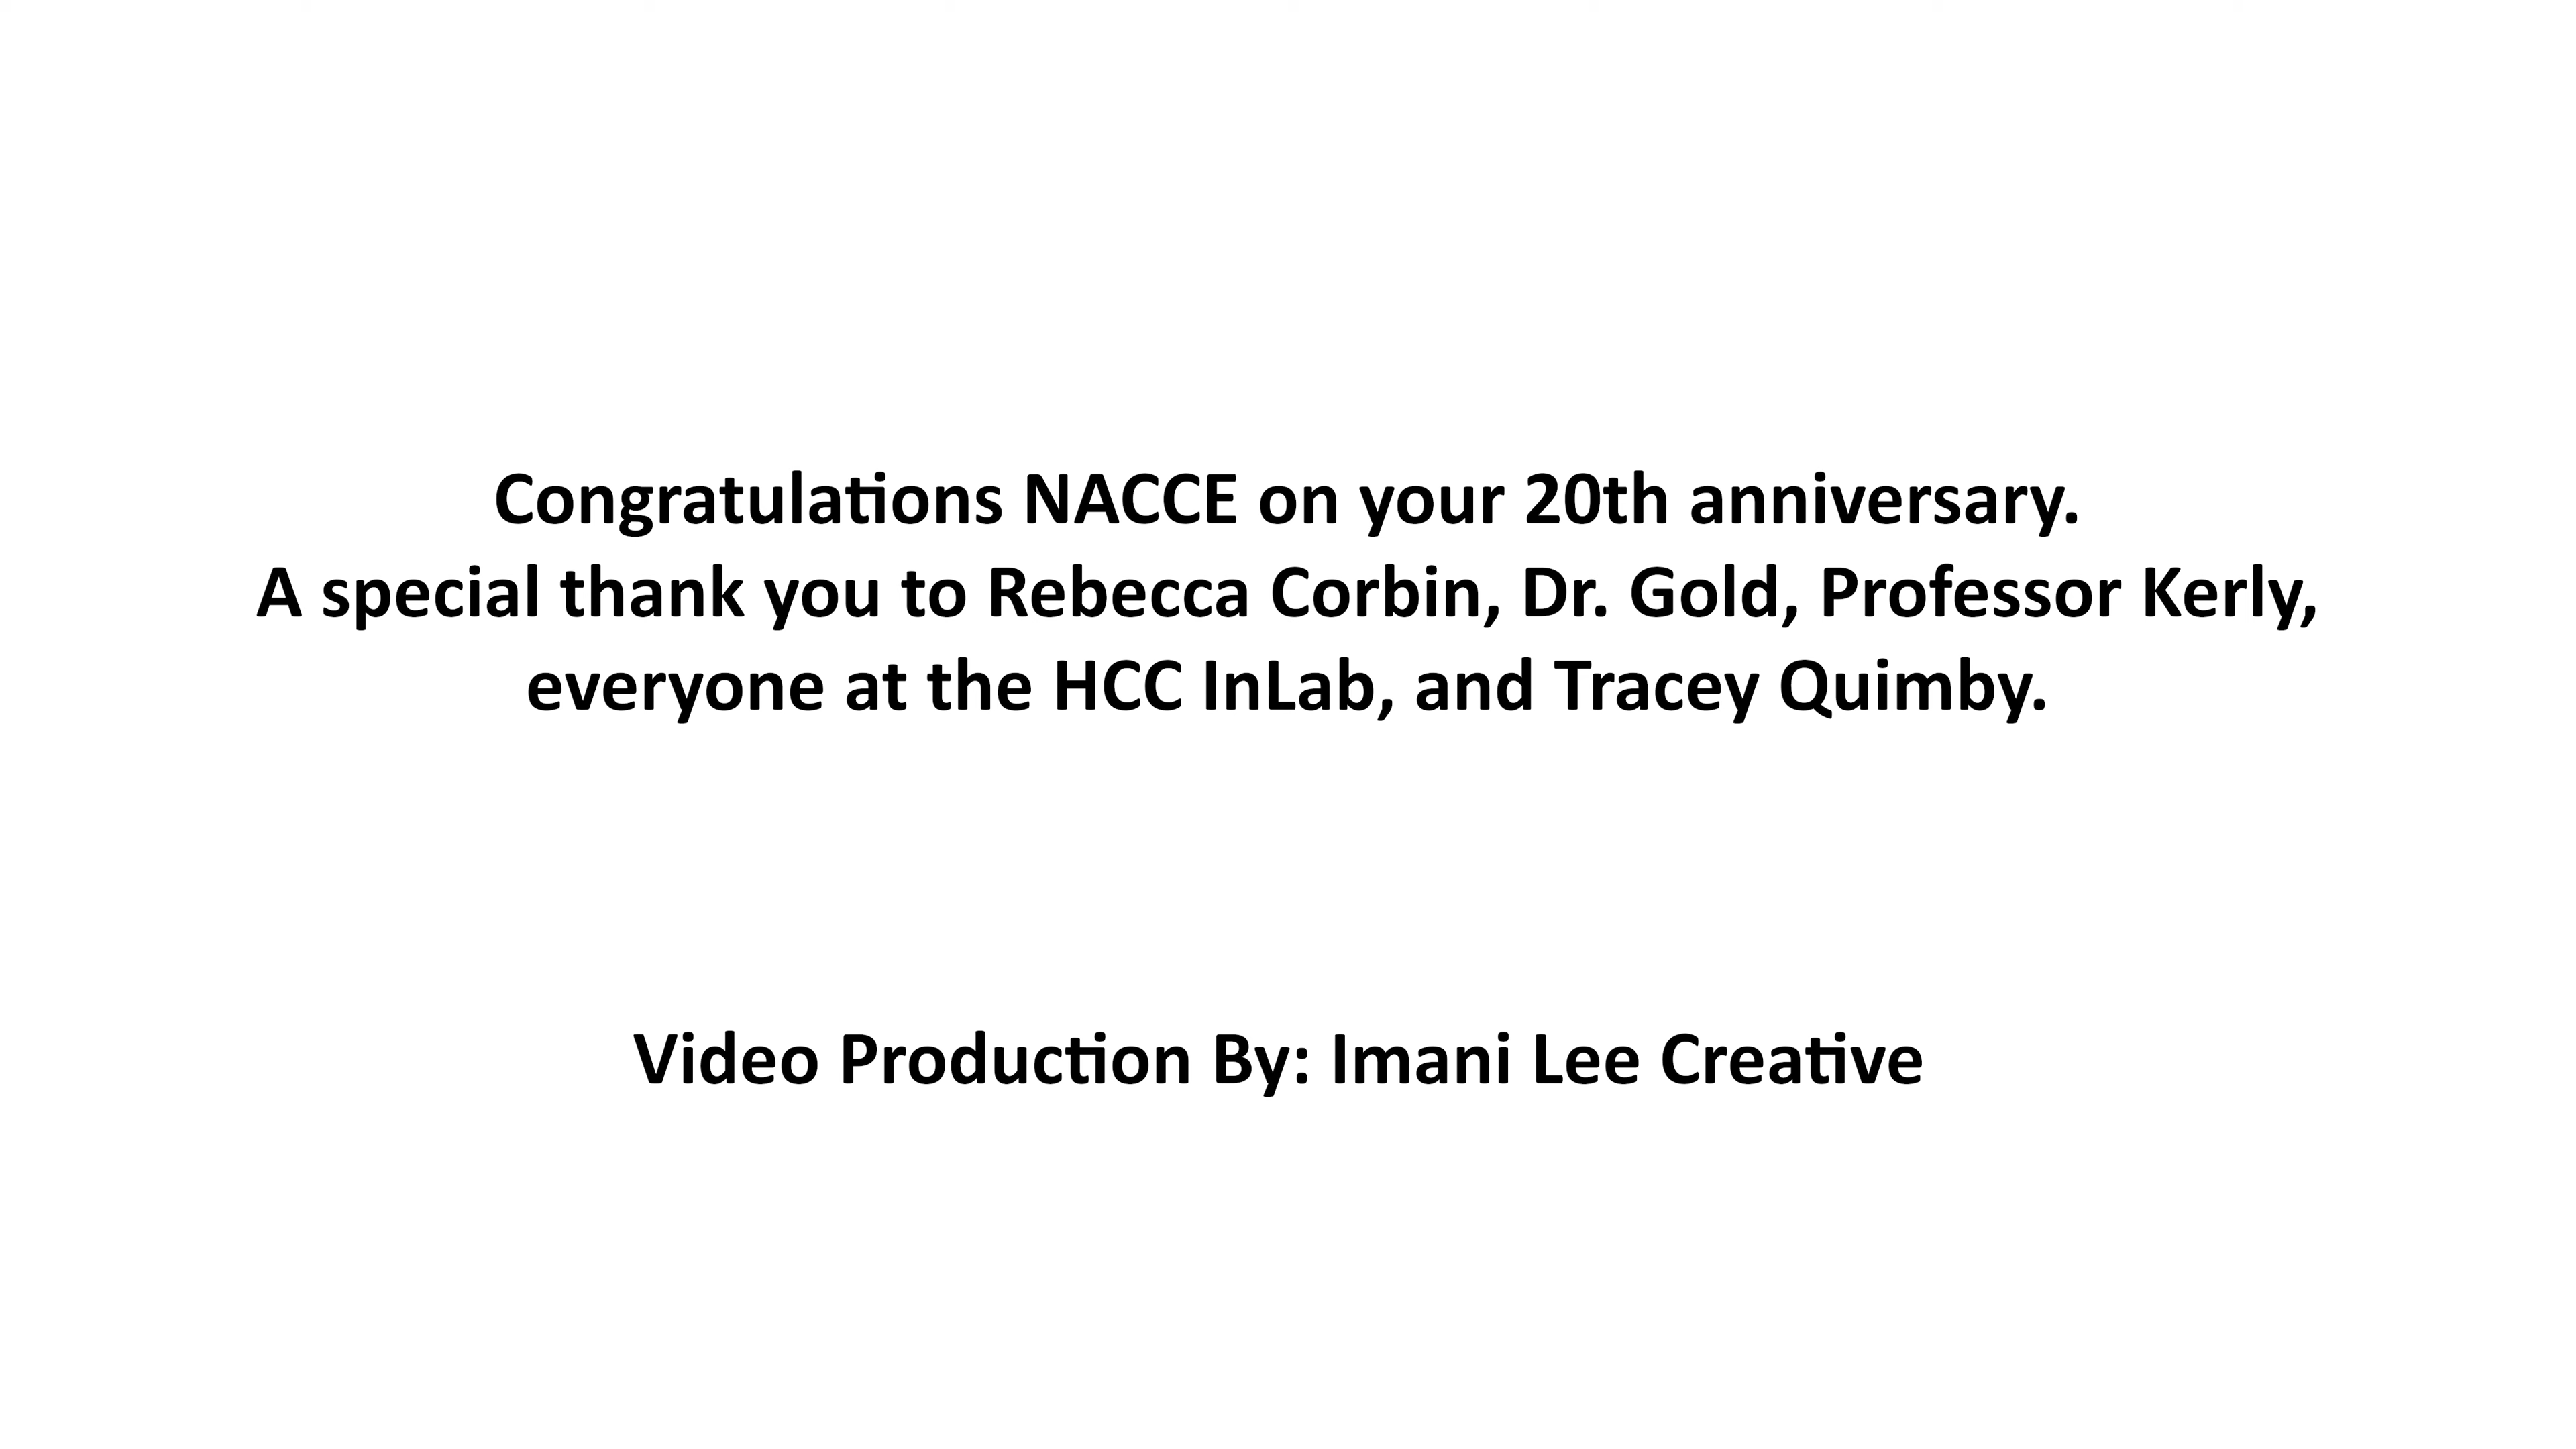 Congratulations NACCE on your 20th anniversary.
A special thank you to Rebecca Corbin, Dr. Gold, Professor Kerly,
everyone at the HCC InLab, and Tracey Quimby.
Video Production By: Imani Lee Creative